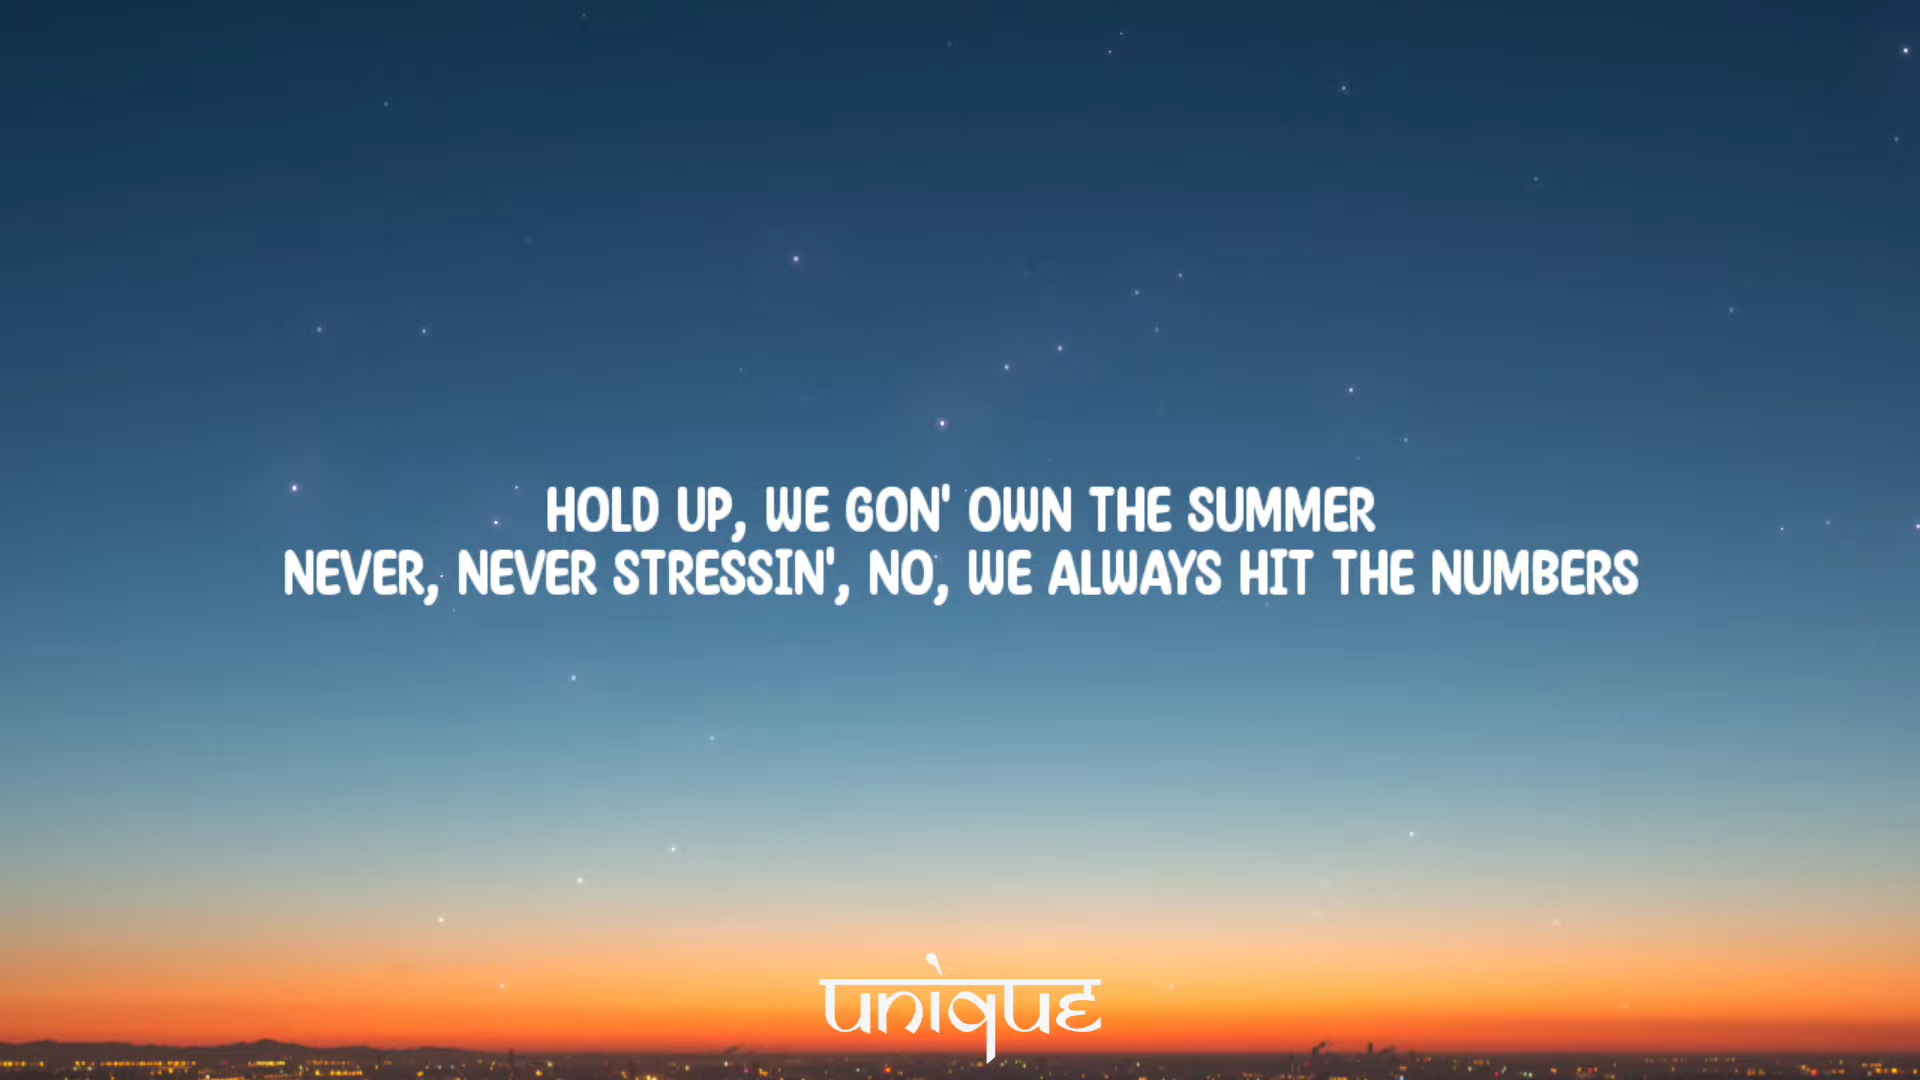 HOLD UP, WE GON' OWN THE SUMMER
NEVER, NEVER STRESSIN', NO, WE ALWAYS HIT THE NUMBERS
unique